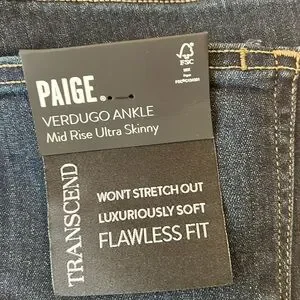 PAIGE
VERDUGO ANKLE
Mid Rise Ultra Skinny
FSC
TRANSCEND
WON'T STRETCH OUT
LUXURIOUSLY SOFT
FLAWLESS FIT